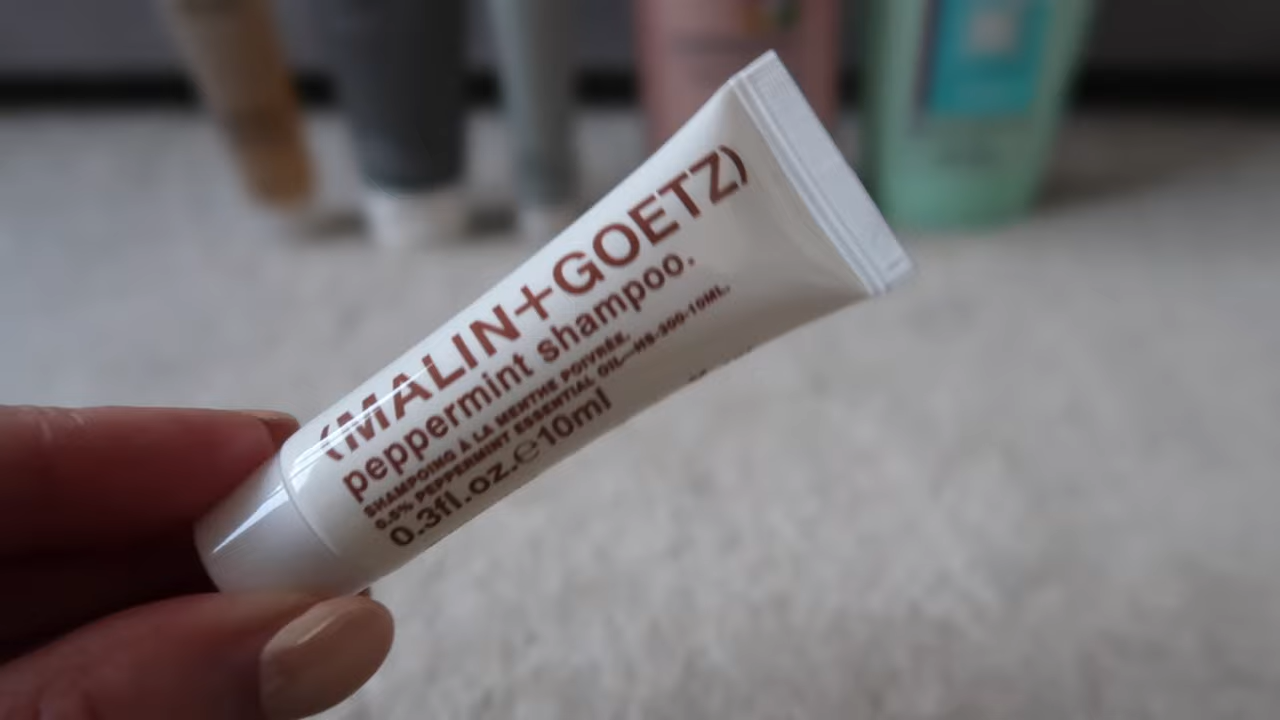 (MALIN+GOETZ)
peppermint shampoo.
SHAMPOING À LA MENTHE POIVRÉE.
0.5% PEPPERMINT ESSENTIAL OIL—HS-300-10ML.
0.3fl.oz.℮10ml